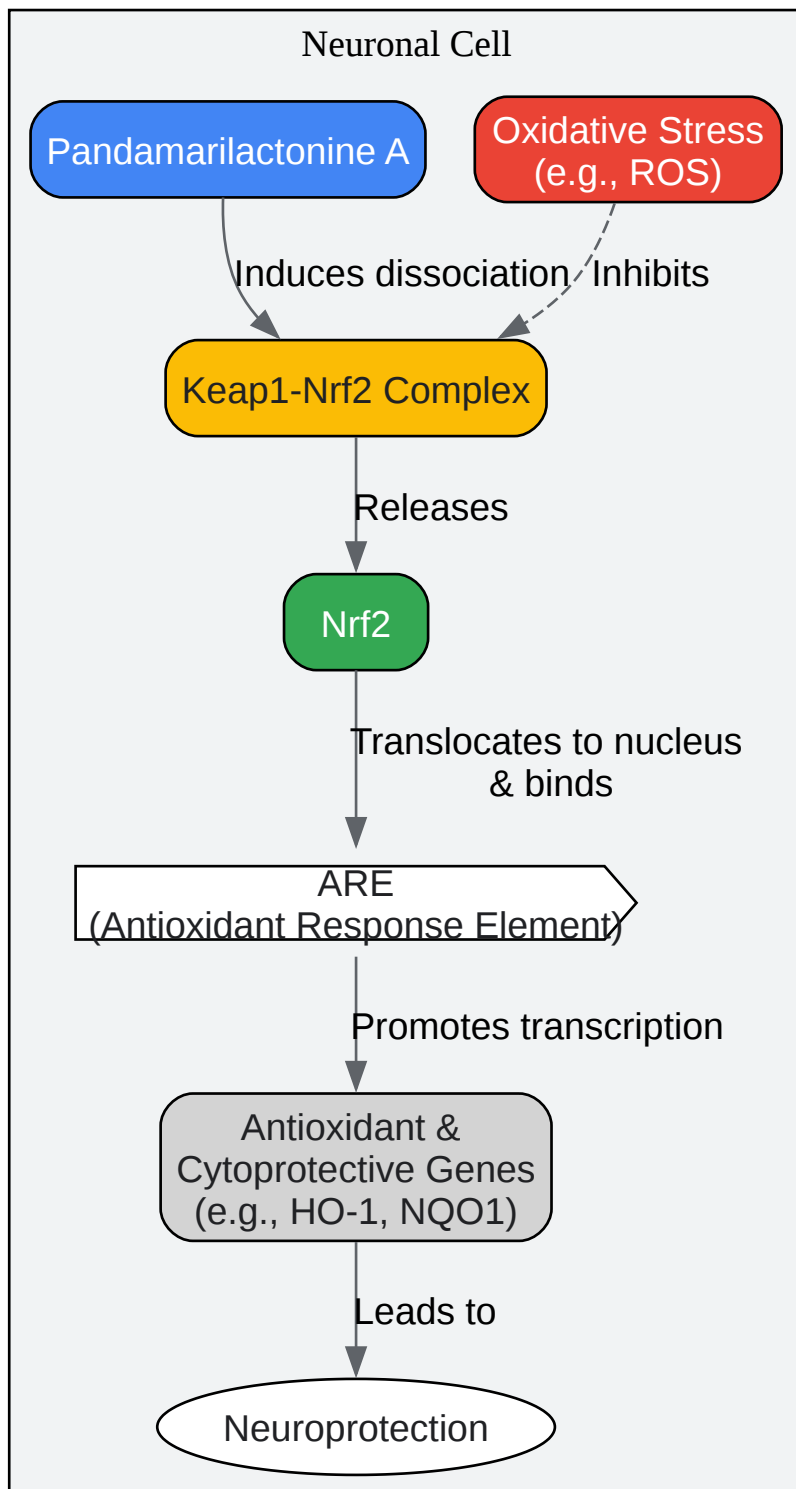 Neuronal Cell
Pandamarilactonine A
Oxidative Stress
(e.g., ROS)
Induces dissociation
Inhibits
Keap1-Nrf2 Complex
Releases
Nrf2
Translocates to nucleus
& binds
ARE
(Antioxidant Response Element)
Promotes transcription
Antioxidant &
Cytoprotective Genes
(e.g., HO-1, NQO1)
Leads to
Neuroprotection